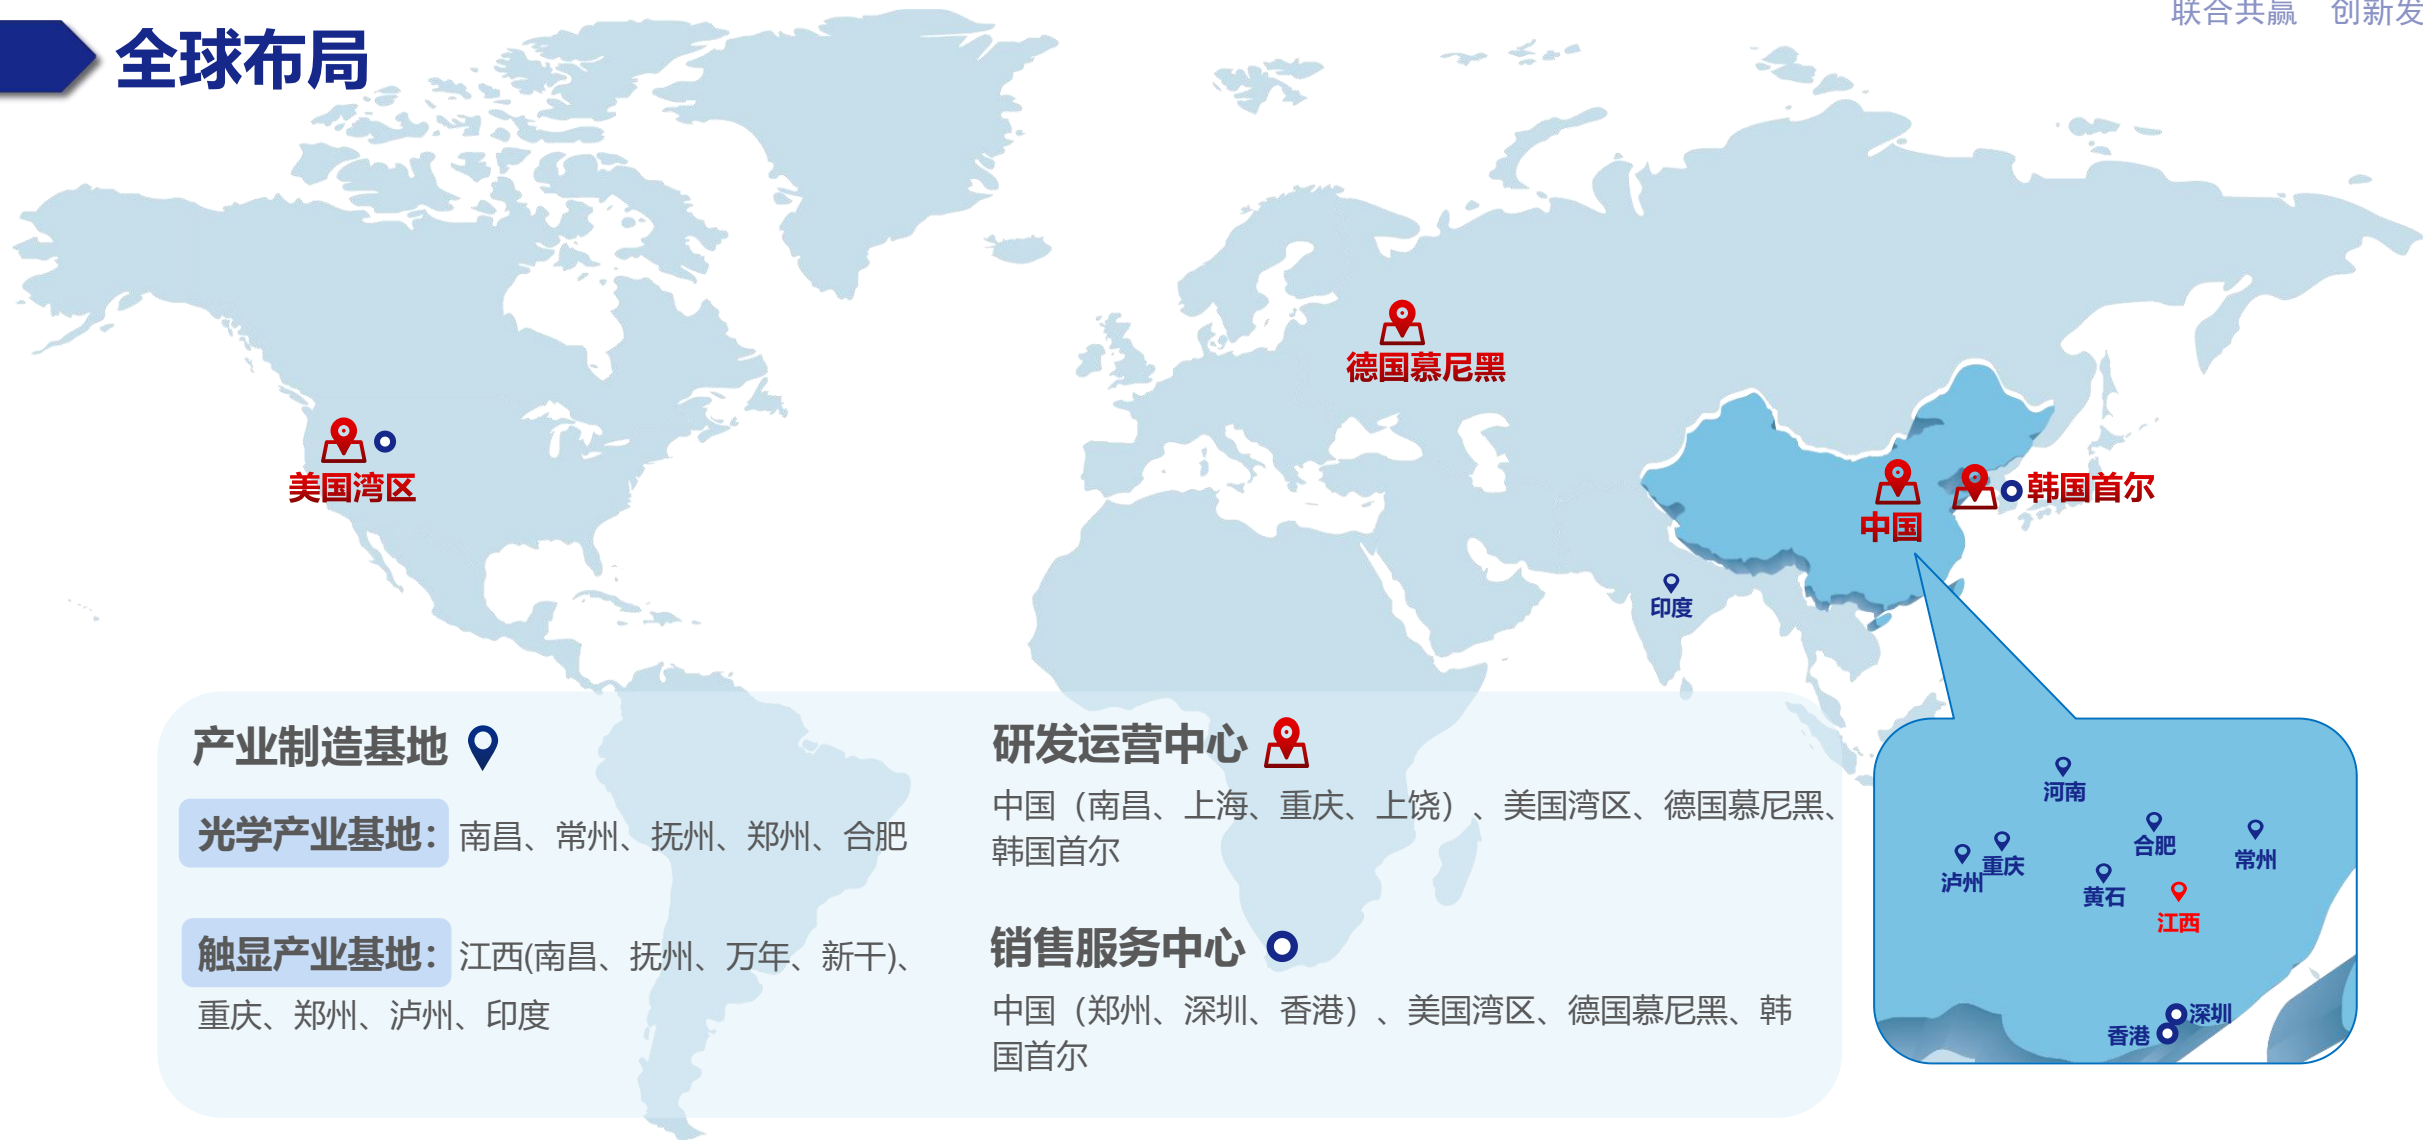 联合共赢 创新发
全球布局
德国慕尼黑
美国湾区
韩国首尔
中国
印度
产业制造基地
光学产业基地：南昌、常州、抚州、郑州、合肥
触显产业基地：江西(南昌、抚州、万年、新干)、
重庆、郑州、泸州、印度
研发运营中心
中国（南昌、上海、重庆、上饶）、美国湾区、德国慕尼黑、
韩国首尔
销售服务中心
中国（郑州、深圳、香港）、美国湾区、德国慕尼黑、韩
国首尔
河南
合肥
常州
重庆
泸州
黄石
江西
深圳
香港